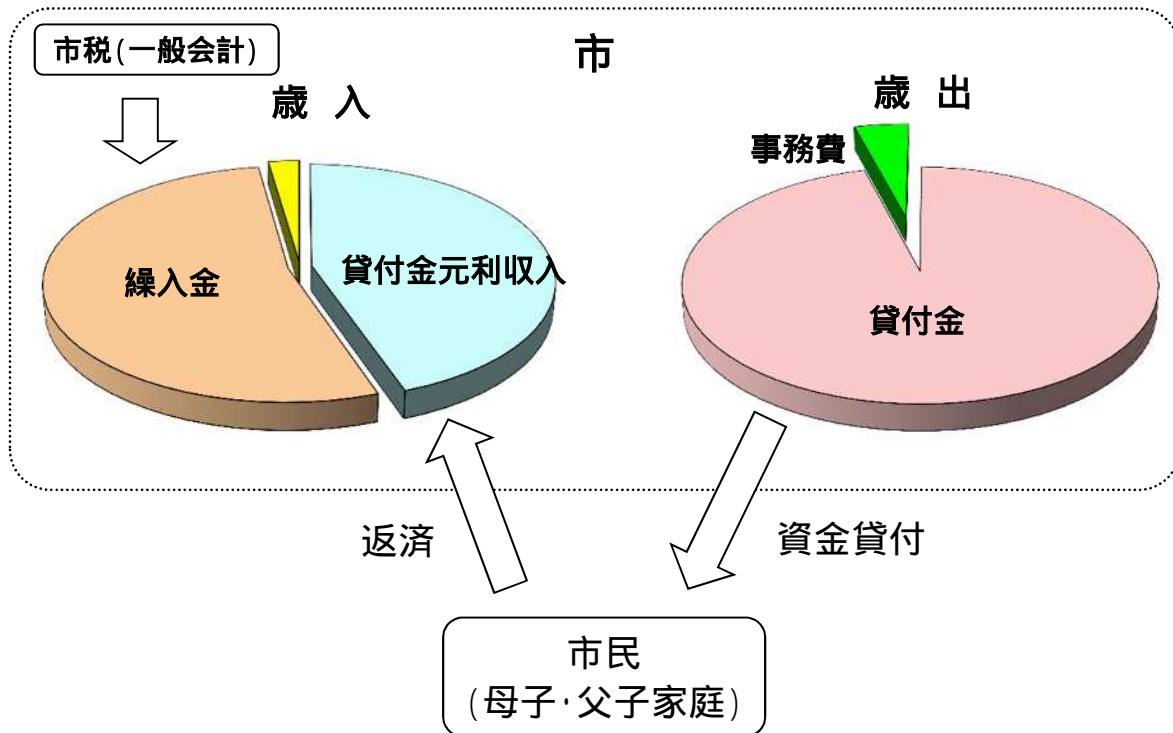 市税(一般会計)
市
歳 入
歳 出
事務費
繰入金
貸付金元利収入
貸付金
返済
資金貸付
市民
(母子・父子家庭)